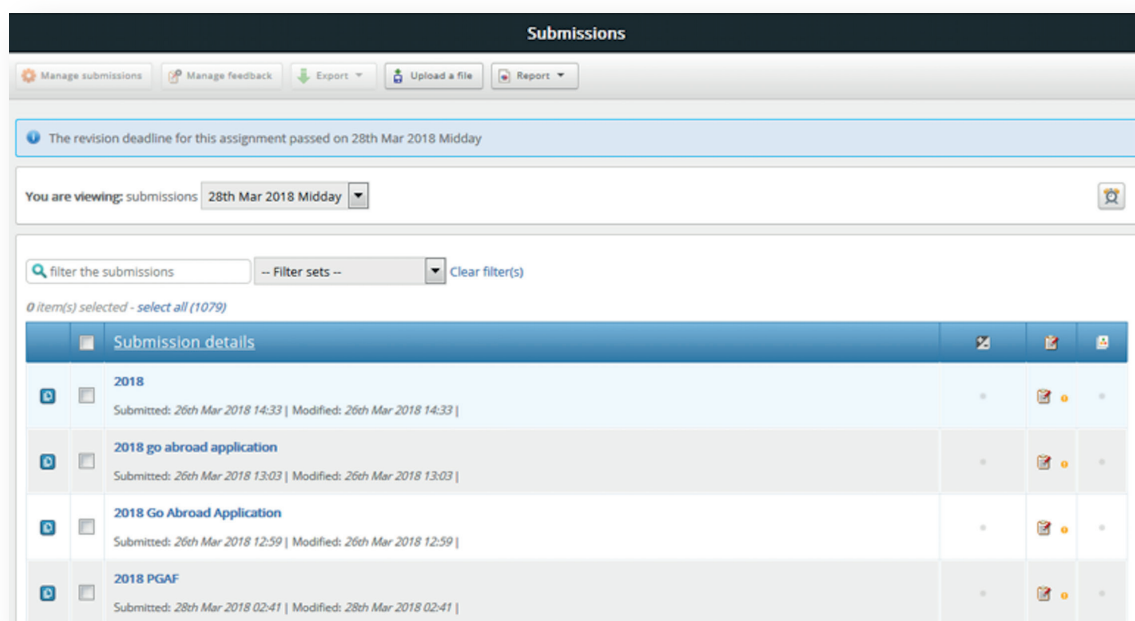 Submissions
Manage submissions Manage feedback Export Upload a file Report
The revision deadline for this assignment passed on 28th Mar 2018 Midday
You are viewing: submissions 28th Mar 2018 Midday
filter the submissions -- Filter sets -- Clear filter(s)
0 item(s) selected - select all (1079)
Submission details
2018
Submitted: 26th Mar 2018 14:33 | Modified: 26th Mar 2018 14:33 |
2018 go abroad application
Submitted: 26th Mar 2018 13:03 | Modified: 26th Mar 2018 13:03 |
2018 Go Abroad Application
Submitted: 26th Mar 2018 12:59 | Modified: 26th Mar 2018 12:59 |
2018 PGAF
Submitted: 28th Mar 2018 02:41 | Modified: 28th Mar 2018 02:41 |